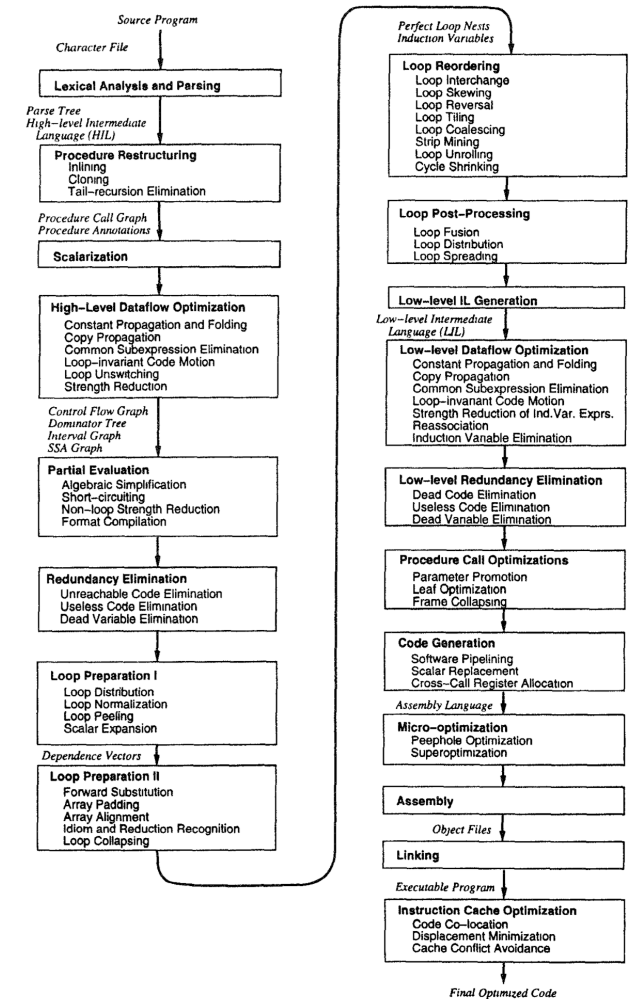 Source Program
Character File
Lexical Analysis and Parsing
Parse Tree
High-level Intermediate
Language (HIL)
Procedure Restructuring
Inlining
Cloning
Tail-recursion Elimination
Procedure Call Graph
Procedure Annotations
Scalarization
High-Level Dataflow Optimization
Constant Propagation and Folding
Copy Propagation
Common Subexpression Elimination
Loop-invariant Code Motion
Loop Unswitching
Strength Reduction
Control Flow Graph
Dominator Tree
Interval Graph
SSA Graph
Partial Evaluation
Algebraic Simplification
Short-circuiting
Non-loop Strength Reduction
Format Compilation
Redundancy Elimination
Unreachable Code Elimination
Useless Code Elimination
Dead Variable Elimination
Loop Preparation I
Loop Distribution
Loop Normalization
Loop Peeling
Scalar Expansion
Dependence Vectors
Loop Preparation II
Forward Substitution
Array Padding
Array Alignment
Idiom and Reduction Recognition
Loop Collapsing
Perfect Loop Nests
Induction Variables
Loop Reordering
Loop Interchange
Loop Skewing
Loop Reversal
Loop Tiling
Loop Coalescing
Strip Mining
Loop Unrolling
Cycle Shrinking
Loop Post-Processing
Loop Fusion
Loop Distribution
Loop Spreading
Low-level IL Generation
Low-level Intermediate
Language (LIL)
Low-level Dataflow Optimization
Constant Propagation and Folding
Copy Propagation
Common Subexpression Elimination
Loop-invariant Code Motion
Strength Reduction of Ind.Var. Exprs.
Reassociation
Induction Variable Elimination
Low-level Redundancy Elimination
Dead Code Elimination
Useless Code Elimination
Dead Variable Elimination
Procedure Call Optimizations
Parameter Promotion
Leaf Optimization
Frame Collapsing
Code Generation
Software Pipelining
Scalar Replacement
Cross-Call Register Allocation
Assembly Language
Micro-optimization
Peephole Optimization
Superoptimization
Assembly
Object Files
Linking
Executable Program
Instruction Cache Optimization
Code Co-location
Displacement Minimization
Cache Conflict Avoidance
Final Optimized Code